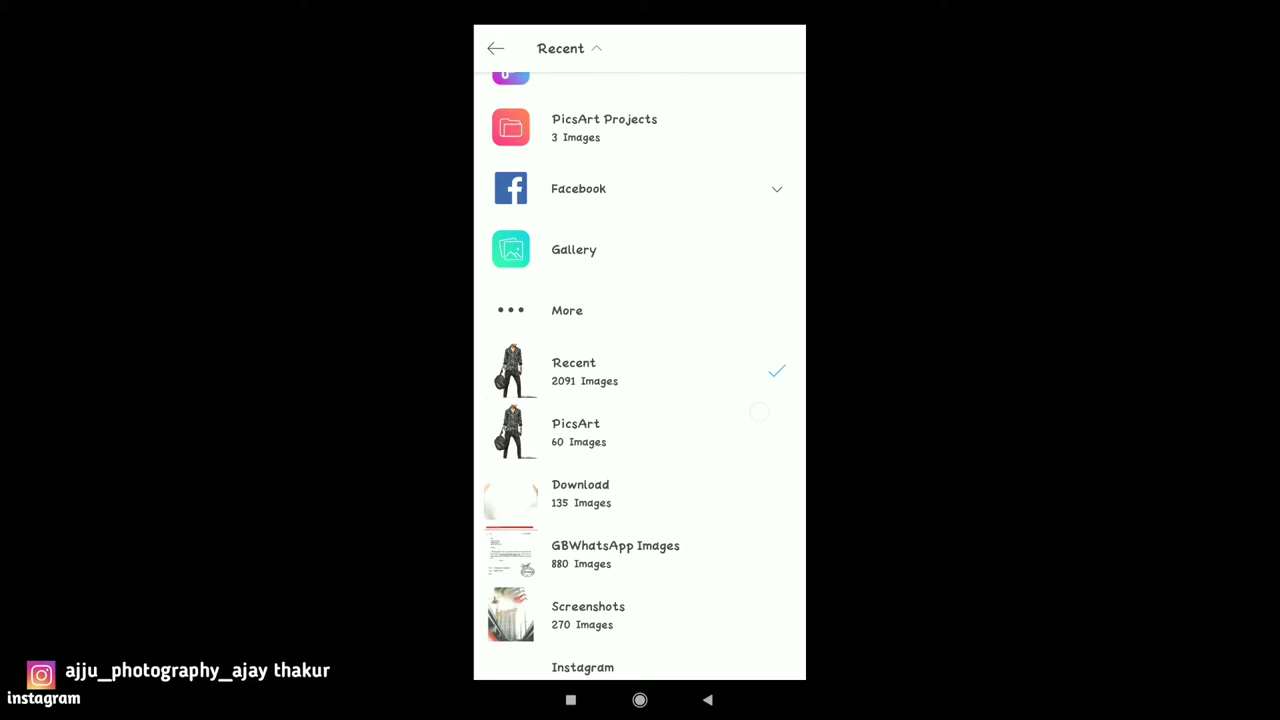 Recent
PicsArt Projects
3 Images
Facebook
Gallery
More
Recent
2091 Images
PicsArt
60 Images
Download
135 Images
GBWhatsApp Images
880 Images
Screenshots
270 Images
Instagram
ajju_photography_ajay thakur
instagram